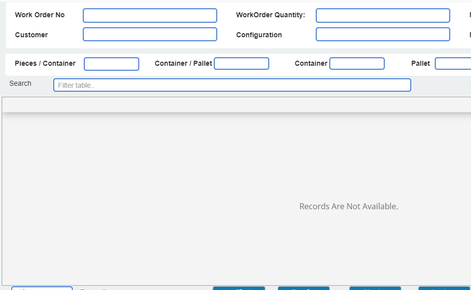 Work Order No WorkOrder Quantity:
Customer Configuration
Pieces / Container Container / Pallet Container Pallet
Search Filter table..
Records Are Not Available.